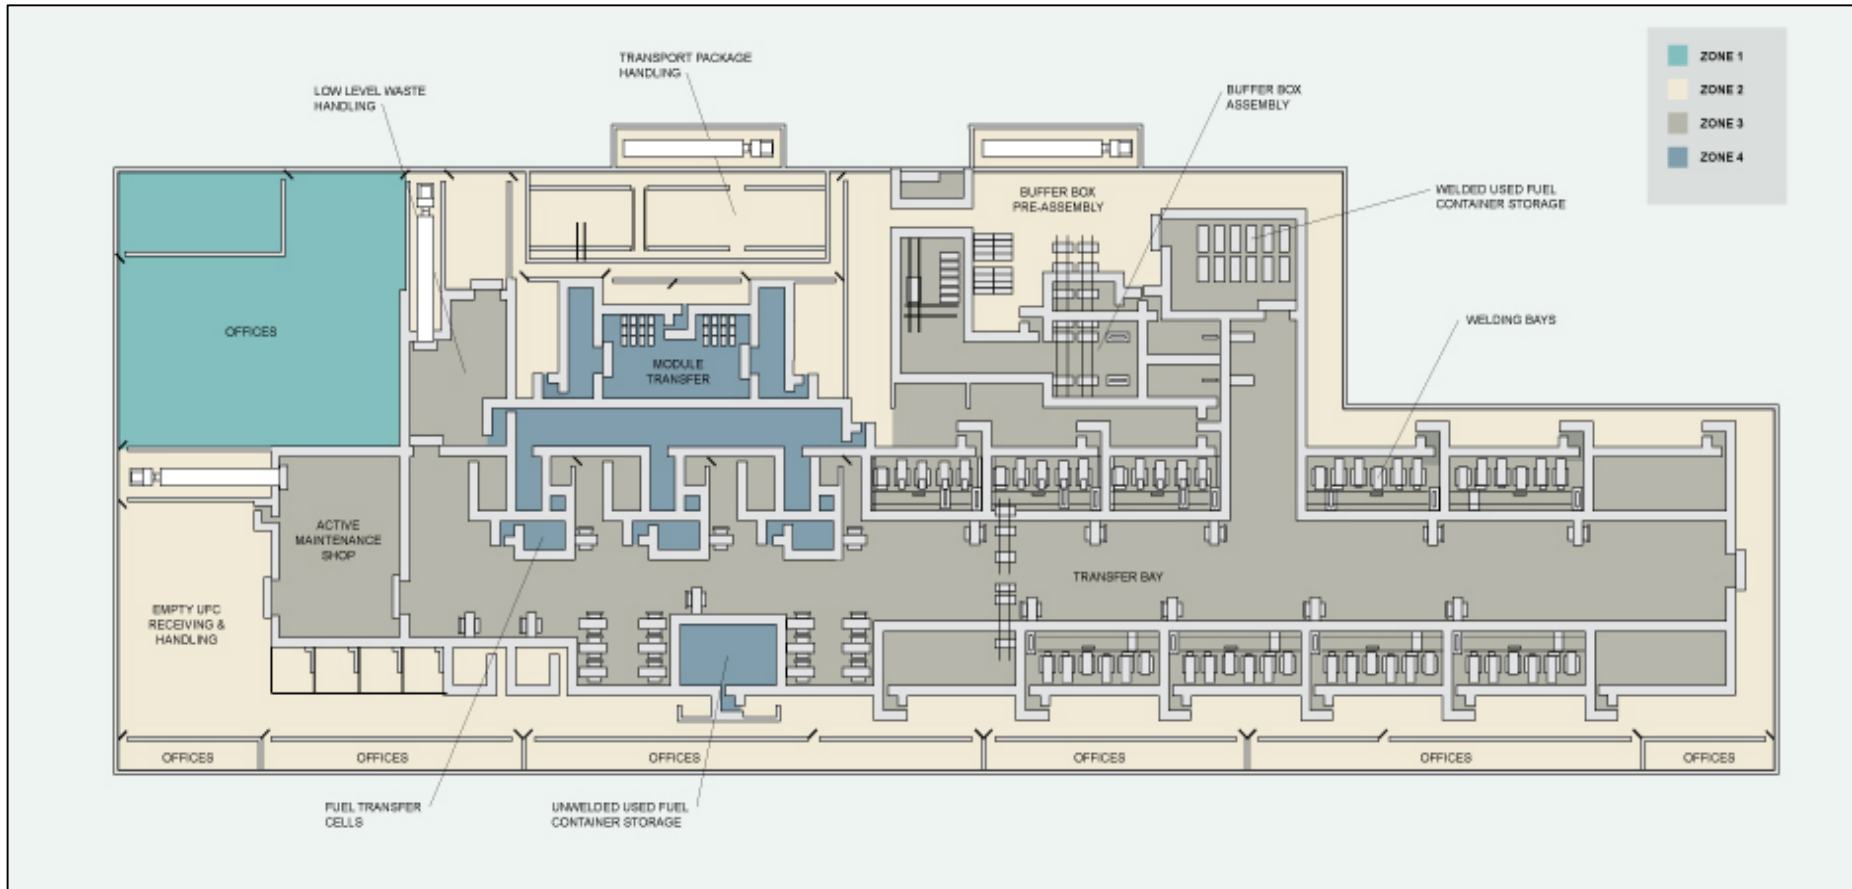 ZONE 1
ZONE 2
ZONE 3
ZONE 4
TRANSPORT PACKAGE
HANDLING
LOW LEVEL WASTE
HANDLING
BUFFER BOX
ASSEMBLY
BUFFER BOX
PRE-ASSEMBLY
WELDED USED FUEL
CONTAINER STORAGE
OFFICES
WELDING BAYS
MODULE
TRANSFER
ACTIVE
MAINTENANCE
SHOP
TRANSFER BAY
EMPTY UFC
RECEIVING &
HANDLING
OFFICES
OFFICES
OFFICES
OFFICES
OFFICES
OFFICES
FUEL TRANSFER
CELLS
UNWELDED USED FUEL
CONTAINER STORAGE